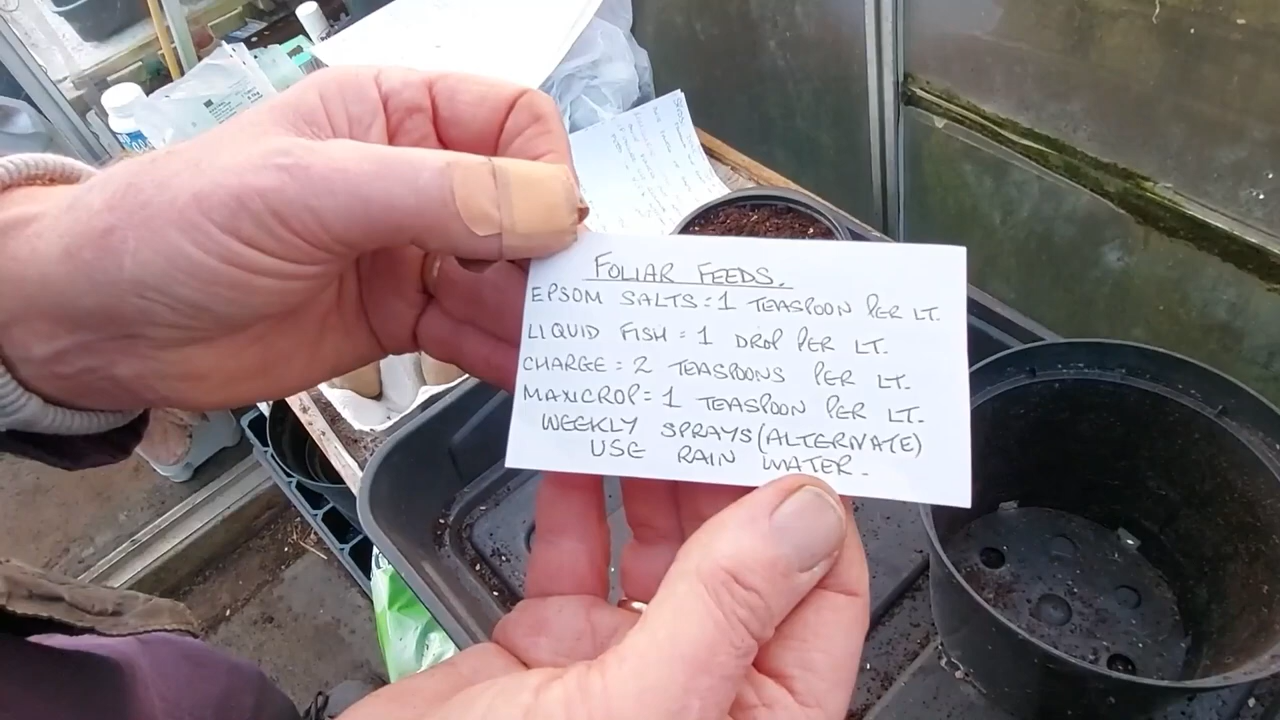 FOLIAR FEEDS.
EPSOM SALTS = 1 TEASPOON PER LT.
LIQUID FISH = 1 DROP PER LT.
CHARGE = 2 TEASPOONS PER LT.
MAXICROP = 1 TEASPOON PER LT.
WEEKLY SPRAYS (ALTERNATE)
USE RAIN WATER.